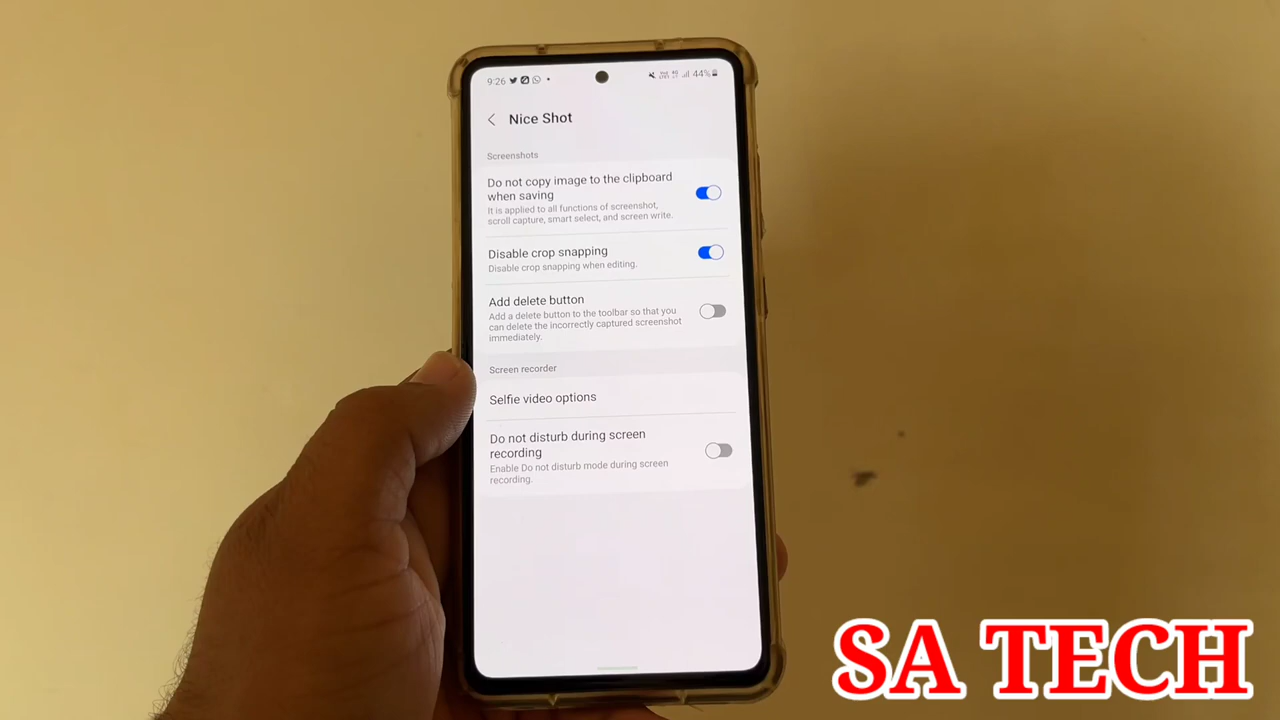 9:26
44%
Nice Shot
Screenshots
Do not copy image to the clipboard
when saving
It is applied to all functions of screenshot,
scroll capture, smart select, and screen write.
Disable crop snapping
Disable crop snapping when editing.
Add delete button
Add a delete button to the toolbar so that you
can delete the incorrectly captured screenshot
immediately.
Screen recorder
Selfie video options
Do not disturb during screen
recording
Enable Do not disturb mode during screen
recording.
SA TECH